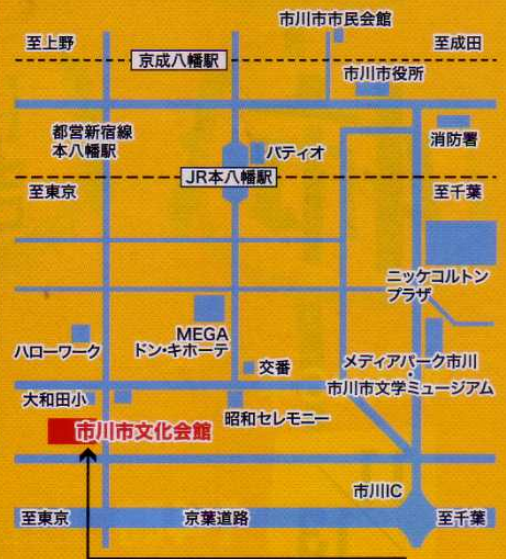 市川市市民会館
至上野
至成田
京成八幡駅
市川市役所
都営新宿線
本八幡駅
消防署
パティオ
JR本八幡駅
至東京
至千葉
ニッケコルトン
プラザ
MEGA
ドン・キホーテ
ハローワーク
交番
メディアパーク市川
・
市川市文学ミュージアム
大和田小
昭和セレモニー
市川市文化会館
市川IC
至東京
京葉道路
至千葉